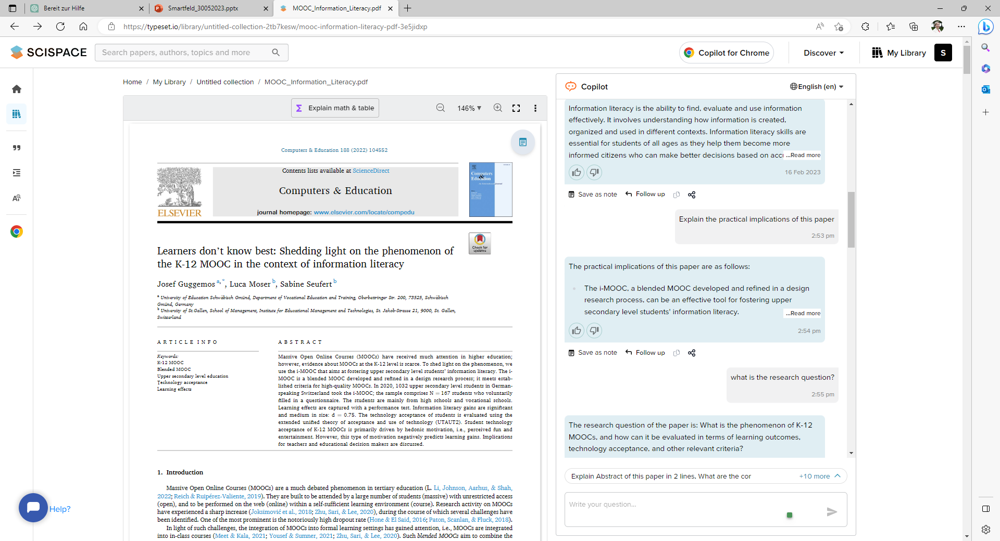 Bereit zur Hilfe
Smartfeld_30052023.pptx
MOOC_Information_Literacy.pdf
https://typeset.io/library/untitled-collection-2tb7kesw/mooc-information-literacy-pdf-3e5jidxp
SCISPACE
Search papers, authors, topics and more
Copilot for Chrome
Discover
My Library
S
Home / My Library / Untitled collection / MOOC_Information_Literacy.pdf
Explain math & table
146%
Computers & Education 188 (2022) 104552
Contents lists available at ScienceDirect
Computers & Education
journal homepage: www.elsevier.com/locate/compedu
ELSEVIER
Computers
Education
Check for
updates
Learners don't know best: Shedding light on the phenomenon of
the K-12 MOOC in the context of information literacy
Josef Guggemos a,*, Luca Moser b, Sabine Seufert b
a University of Education Schwäbisch Gmünd, Department of Vocational Education and Training, Oberbettringer Str. 200, 73525, Schwäbisch
Gmünd, Germany
b University of St.Gallen, School of Management, Institute for Educational Management and Technologies, St. Jakob-Strasse 21, 9000, St. Gallen,
Switzerland
ARTICLE INFO
Keywords:
K-12 MOOC
Blended MOOC
Upper secondary level education
Technology acceptance
Learning effects
ABSTRACT
Massive Open Online Courses (MOOCs) have received much attention in higher education;
however, evidence about MOOCs at the K-12 level is scarce. To shed light on the phenomenon, we
use the i-MOOC that aims at fostering upper secondary level students' information literacy. The i-
MOOC is a blended MOOC developed and refined in a design research process; it meets estab-
lished criteria for high-quality MOOCs. In 2020, 1032 upper secondary level students in German-
speaking Switzerland took the i-MOOC; the sample comprises N = 167 students who voluntarily
filled in a questionnaire. The students are mainly from high schools and vocational schools.
Learning effects are captured with a performance test. Information literacy gains are significant
and medium in size: d = 0.75. The technology acceptance of students is evaluated using the
extended unified theory of acceptance and use of technology (UTAUT2). Student technology
acceptance of K-12 MOOCs is primarily driven by hedonic motivation, i.e., perceived fun and
entertainment. However, this type of motivation negatively predicts learning gains. Implications
for teachers and educational decision makers are discussed.
1. Introduction
Massive Open Online Courses (MOOCs) are a much debated phenomenon in tertiary education (L. Li, Johnson, Aarhus, & Shah,
2022; Reich & Ruipérez-Valiente, 2019). They are built to be attended by a large number of students (massive) with unrestricted access
(open), and to be performed on the web (online) within a self-sufficient learning environment (course). Research activity on MOOCs
have experienced a sharp increase (Joksimović et al., 2018; Zhu, Sari, & Lee, 2020), during the course of which several challenges have
been identified. One of the most prominent is the notoriously high dropout rate (Hone & El Said, 2016; Paton, Scanlan, & Fluck, 2018).
In light of such challenges, the integration of MOOCs into formal learning settings has gained attention, i.e., MOOCs are integrated
into in-class courses (Meet & Kala, 2021; Yousef & Sumner, 2021; Zhu, Sari, & Lee, 2020). Such blended MOOCs aim to combine the
Help?
Copilot
English (en)
Information literacy is the ability to find, evaluate and use information
effectively. It involves understanding how information is created,
organized and used in different contexts. Information literacy skills are
essential for students of all ages as they help them become more
informed citizens who can make better decisions based on accu ...Read more
16 Feb 2023
Save as note Follow up
Explain the practical implications of this paper
2:53 pm
The practical implications of this paper are as follows:
The i-MOOC, a blended MOOC developed and refined in a design
research process, can be an effective tool for fostering upper
secondary level students' information literacy.
...Read more
2:54 pm
Save as note Follow up
what is the research question?
2:55 pm
The research question of the paper is: What is the phenomenon of K-12
MOOCs, and how can it be evaluated in terms of learning outcomes,
technology acceptance, and other relevant criteria?
Explain Abstract of this paper in 2 lines, What are the cor
+10 more
Write your question...